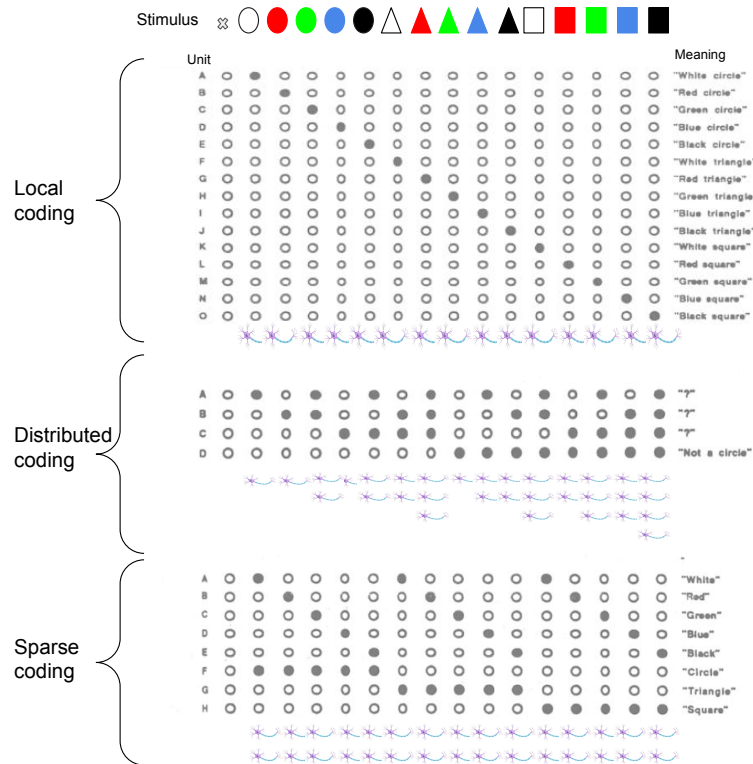 Stimulus
Unit Meaning
A "White circle"
B "Red circle"
C "Green circle"
D "Blue circle"
E "Black circle"
F "White triangle"
G "Red triangle"
H "Green triangle"
I "Blue triangle"
J "Black triangle"
K "White square"
L "Red square"
M "Green square"
N "Blue square"
O "Black square"
Local
coding
A "?"
B "?"
C "?"
D "Not a circle"
Distributed
coding
A "White"
B "Red"
C "Green"
D "Blue"
E "Black"
F "Circle"
G "Triangle"
H "Square"
Sparse
coding